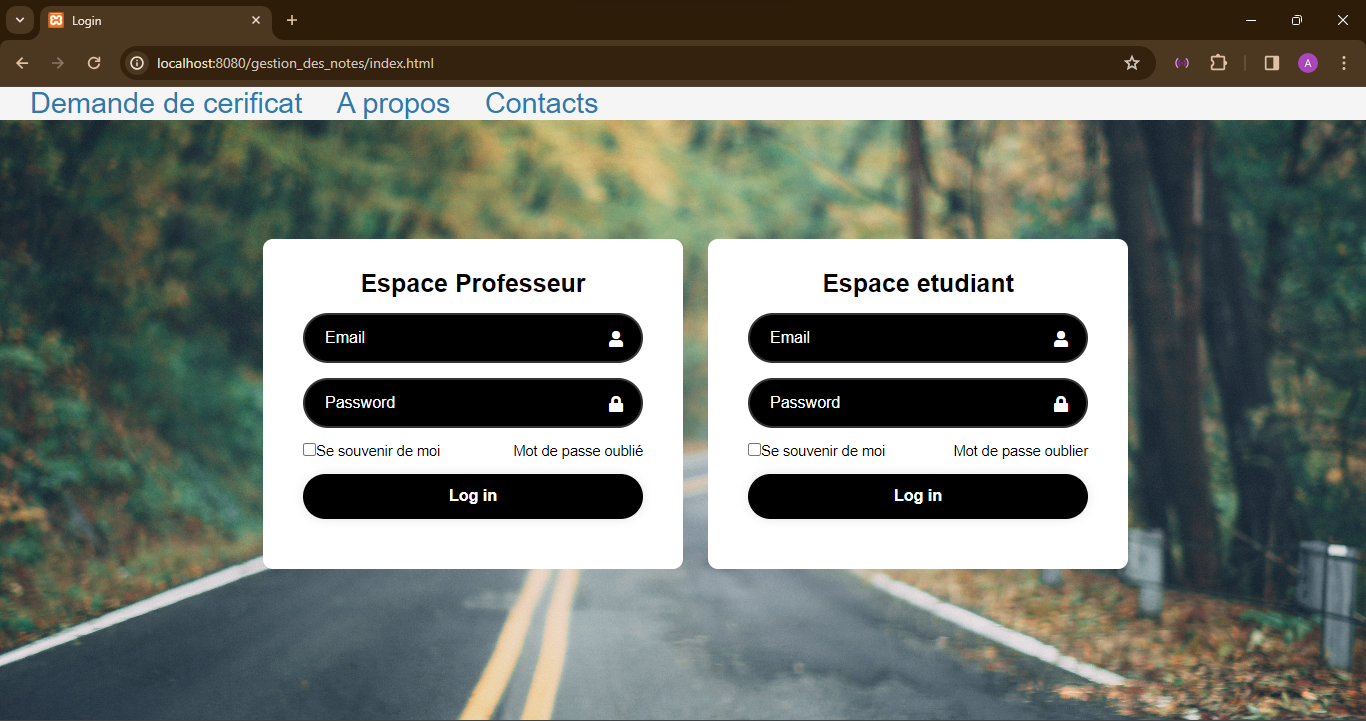 Login
localhost:8080/gestion_des_notes/index.html
A
Demande de cerificat A propos Contacts
Espace Professeur
Email
Password
Se souvenir de moi Mot de passe oublié
Log in
Espace etudiant
Email
Password
Se souvenir de moi Mot de passe oublier
Log in